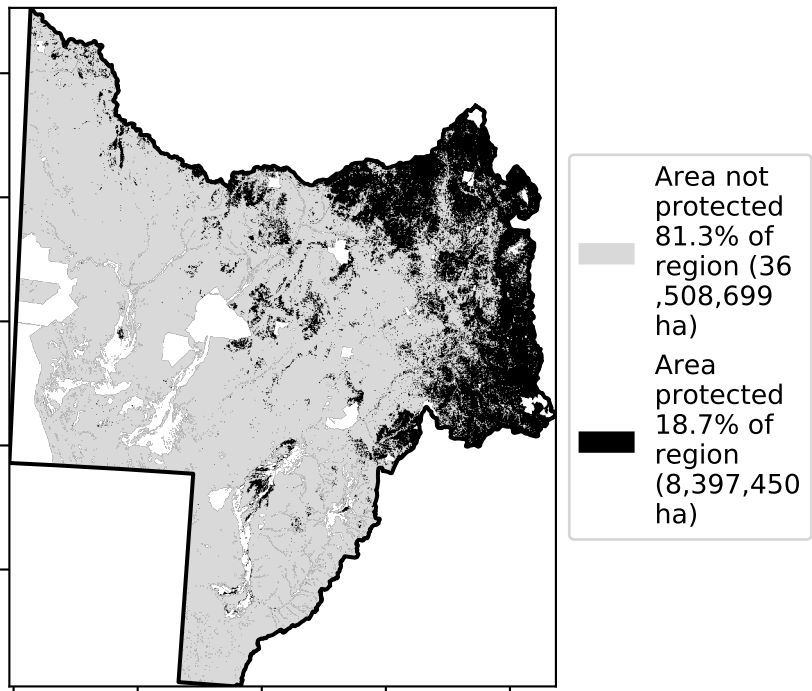 Area not
protected
81.3% of
region (36
,508,699
ha)
Area
protected
18.7% of
region
(8,397,450
ha)